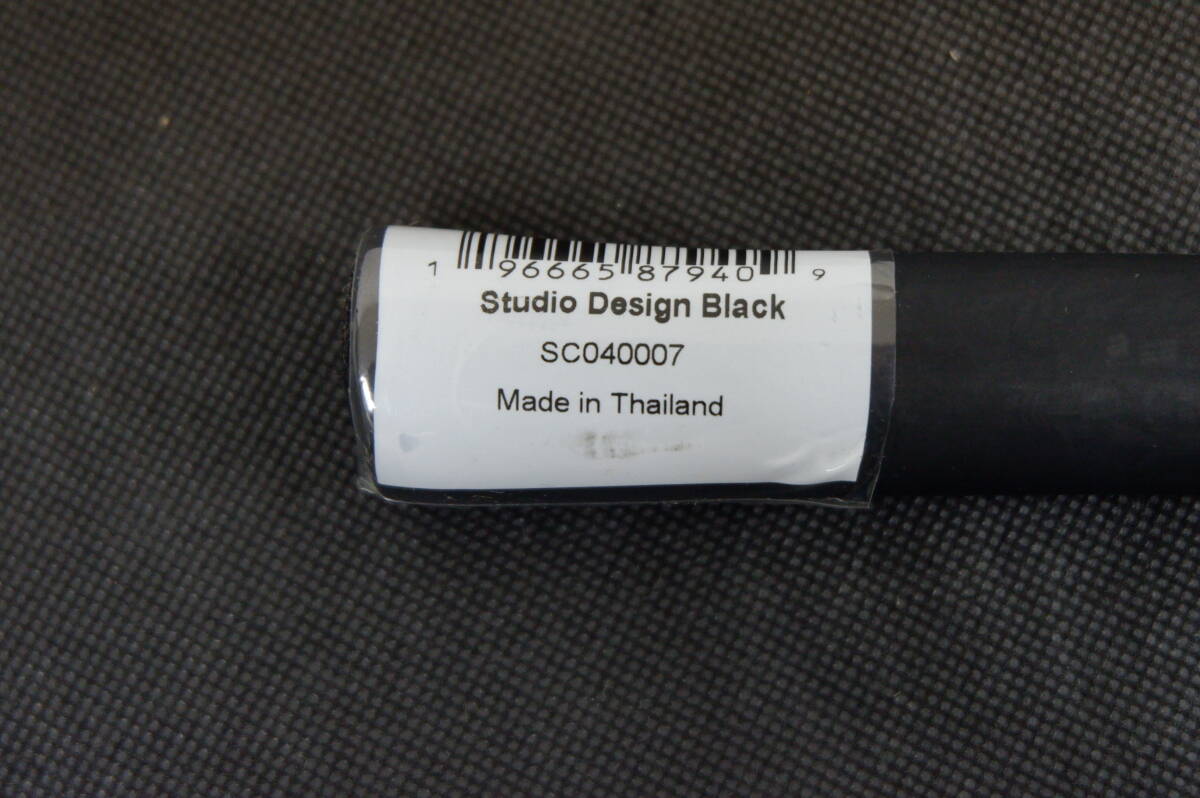 1 96665 87940 9
Studio Design Black
SC040007
Made in Thailand